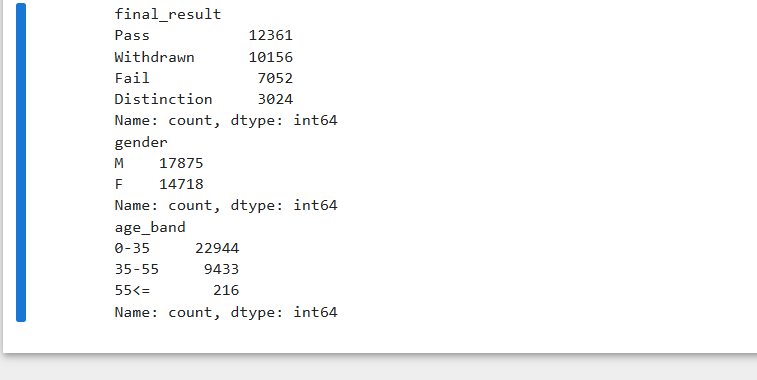 final_result
Pass           12361
Withdrawn      10156
Fail            7052
Distinction     3024
Name: count, dtype: int64
gender
M    17875
F    14718
Name: count, dtype: int64
age_band
0-35     22944
35-55     9433
55<=       216
Name: count, dtype: int64